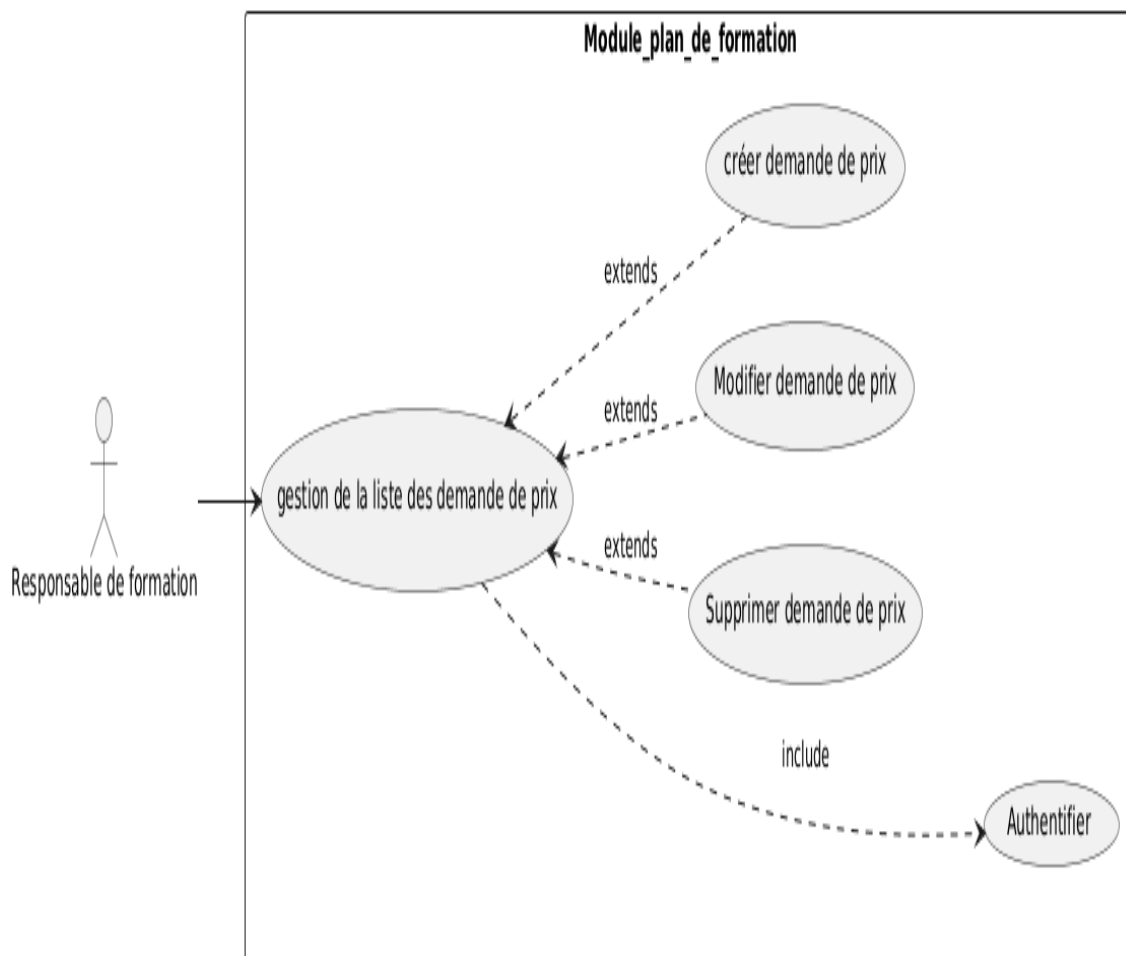 Module_plan_de_formation
créer demande de prix
extends
Modifier demande de prix
extends
gestion de la liste des demande de prix
extends
Responsable de formation
Supprimer demande de prix
include
Authentifier